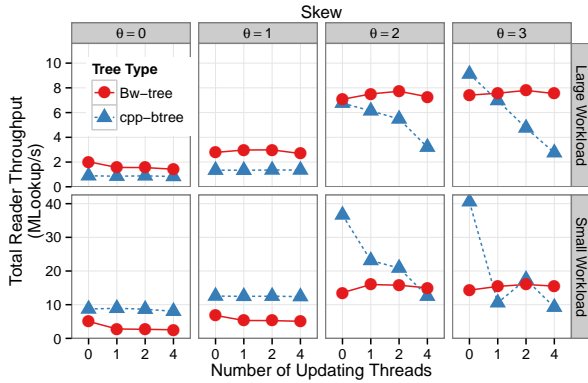 Skew
θ = 0 θ = 1 θ = 2 θ = 3
Tree Type
Bw−tree
cpp−btree
Total Reader Throughput
(MLookup/s)
10
8
6
4
2
0
Large Workload
40
30
20
10
0
Small Workload
0 1 2 4 0 1 2 4 0 1 2 4 0 1 2 4
Number of Updating Threads